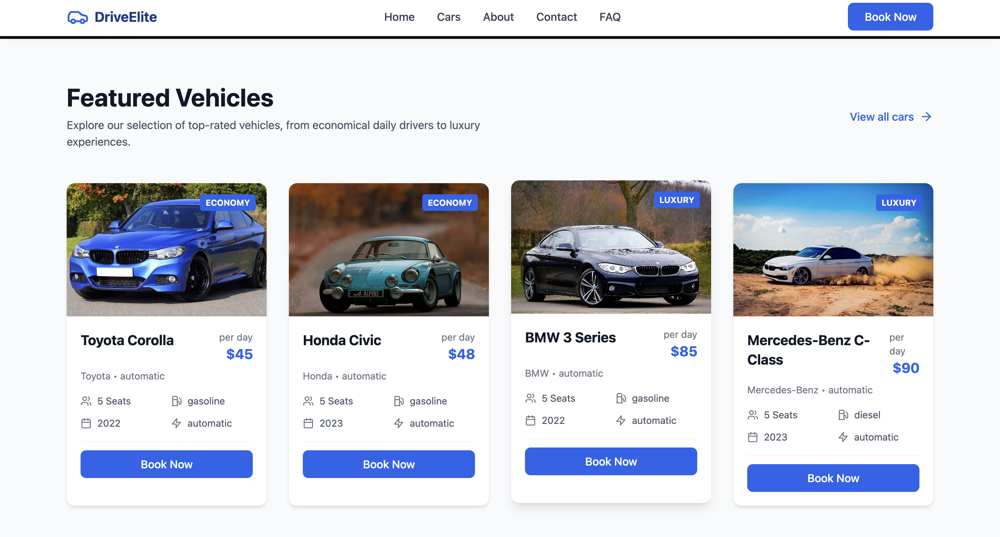 DriveElite
Home
Cars
About
Contact
FAQ
Book Now
Featured Vehicles
Explore our selection of top-rated vehicles, from economical daily drivers to luxury
experiences.
View all cars
ECONOMY
ALPINE
Toyota Corolla
per day
$45
Toyota • automatic
5 Seats
gasoline
2022
automatic
Book Now
ECONOMY
Honda Civic
per day
$48
Honda • automatic
5 Seats
gasoline
2023
automatic
Book Now
LUXURY
BMW 3 Series
per day
$85
BMW • automatic
5 Seats
gasoline
2022
automatic
Book Now
LUXURY
Mercedes-Benz C-
Class
per
day
$90
Mercedes-Benz • automatic
5 Seats
diesel
2023
automatic
Book Now